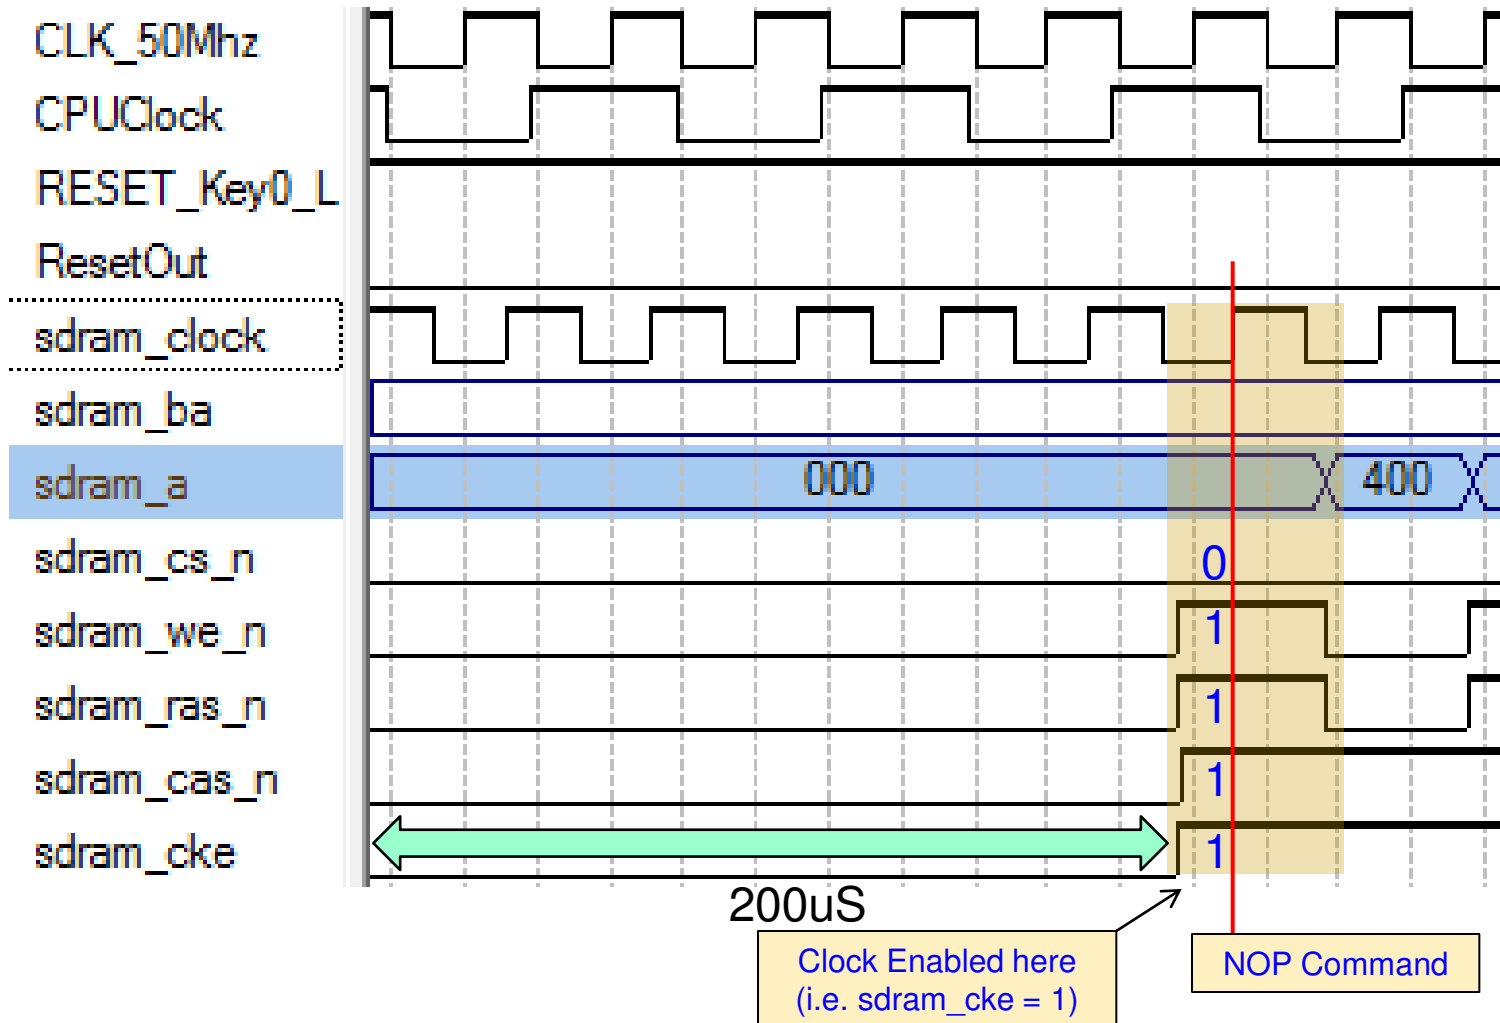 CLK_50Mhz
CPUClock
RESET_Key0_L
ResetOut
sdram_clock
sdram_ba
sdram_a 000 400
sdram_cs_n 0
sdram_we_n 1
sdram_ras_n 1
sdram_cas_n 1
sdram_cke 1
200uS
Clock Enabled here
(i.e. sdram_cke = 1)
NOP Command